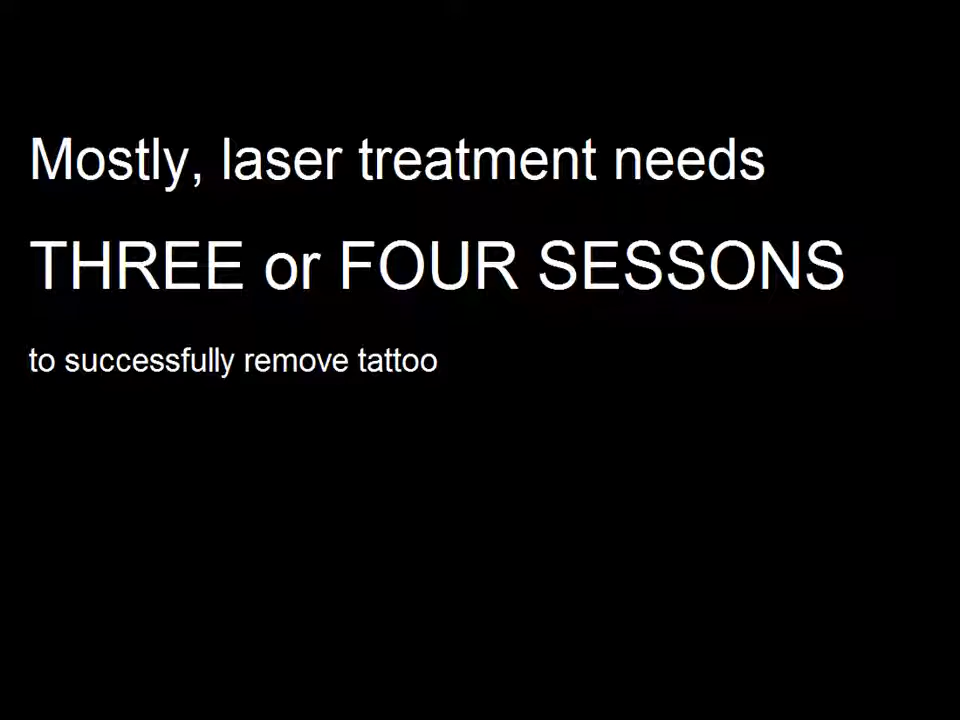 Mostly, laser treatment needs
THREE or FOUR SESSONS
to successfully remove tattoo